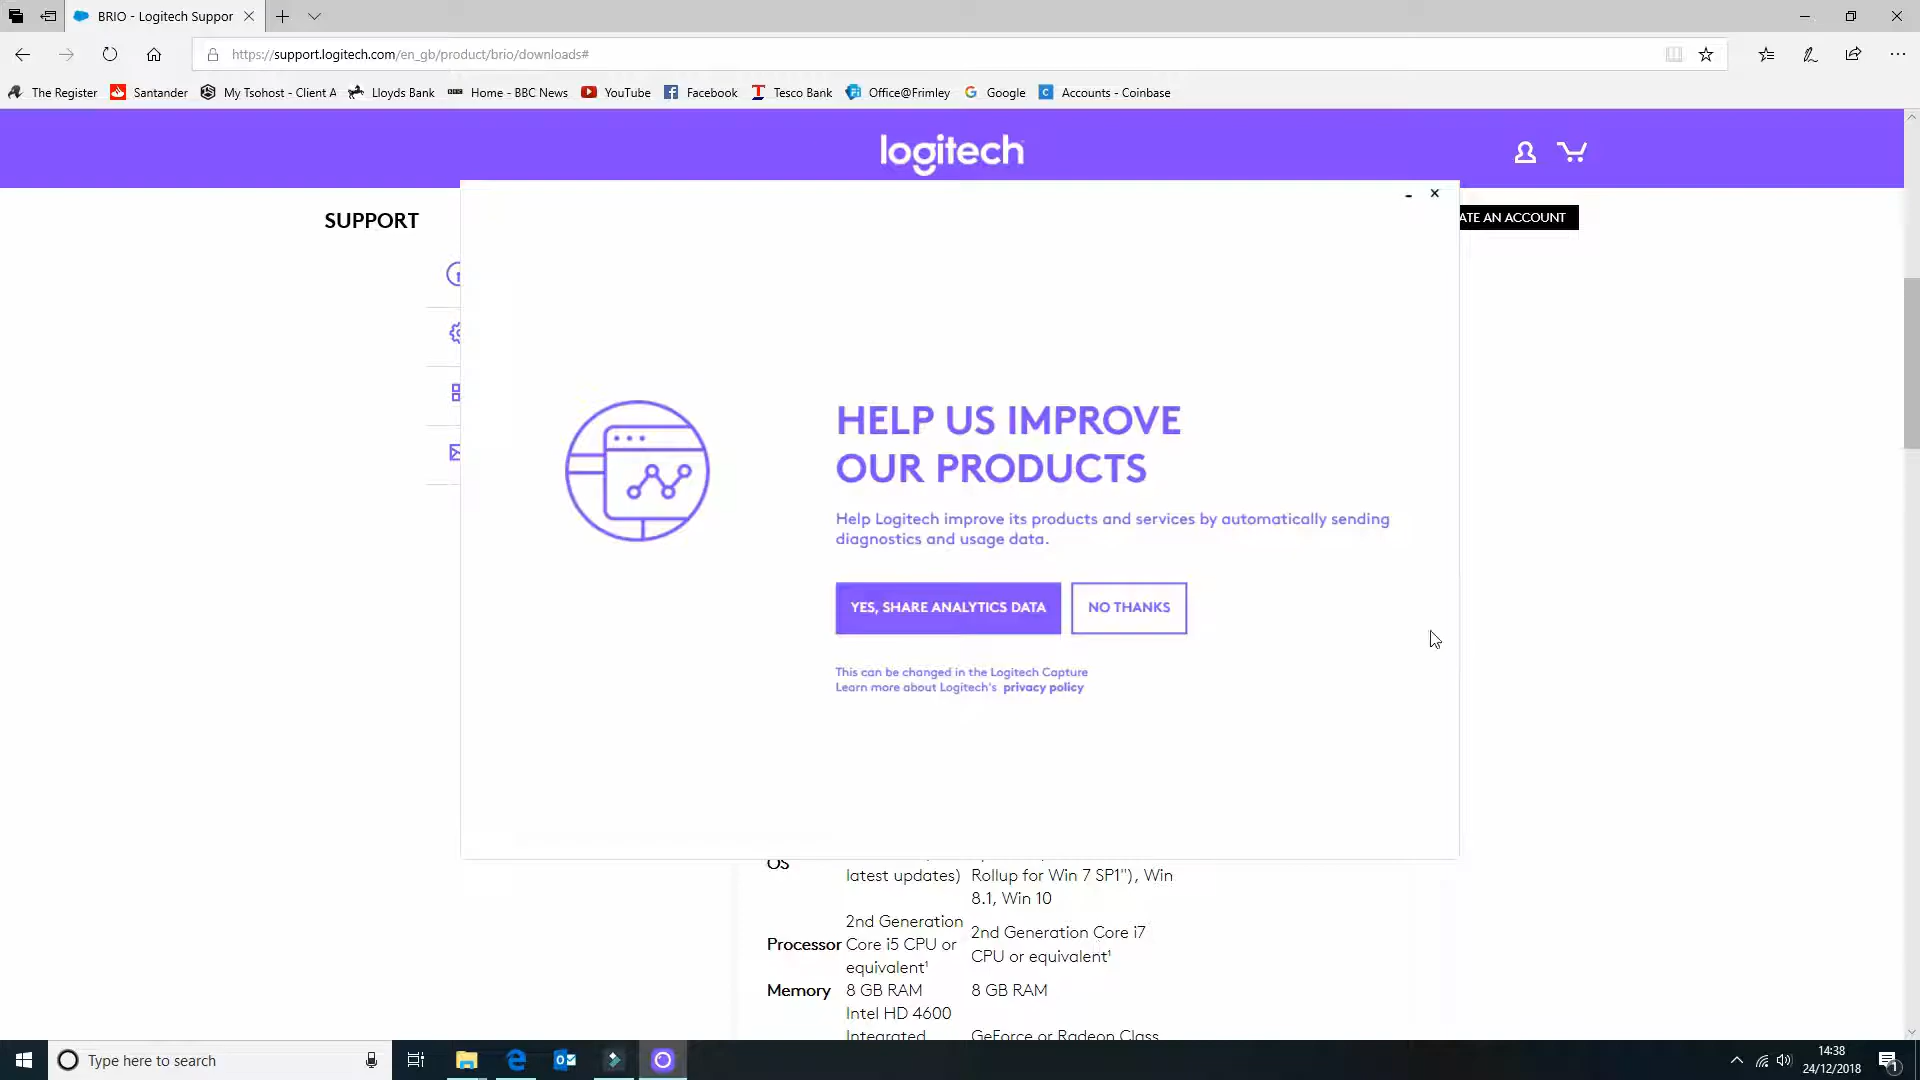 BRIO - Logitech Suppor
https://support.logitech.com/en_gb/product/brio/downloads#
The Register
Santander
My Tsohost - Client A
Lloyds Bank
Home - BBC News
YouTube
Facebook
Tesco Bank
Office@Frimley
Google
Accounts - Coinbase
logitech
SUPPORT
ATE AN ACCOUNT
HELP US IMPROVE
OUR PRODUCTS
Help Logitech improve its products and services by automatically sending
diagnostics and usage data.
YES, SHARE ANALYTICS DATA
NO THANKS
This can be changed in the Logitech Capture
Learn more about Logitech's privacy policy
OS
latest updates)
Rollup for Win 7 SP1"), Win
8.1, Win 10
Processor
2nd Generation
Core i5 CPU or
equivalent¹
2nd Generation Core i7
CPU or equivalent¹
Memory
8 GB RAM
8 GB RAM
Intel HD 4600
Integrated
GeForce or Radeon Class
Type here to search
14:38
24/12/2018